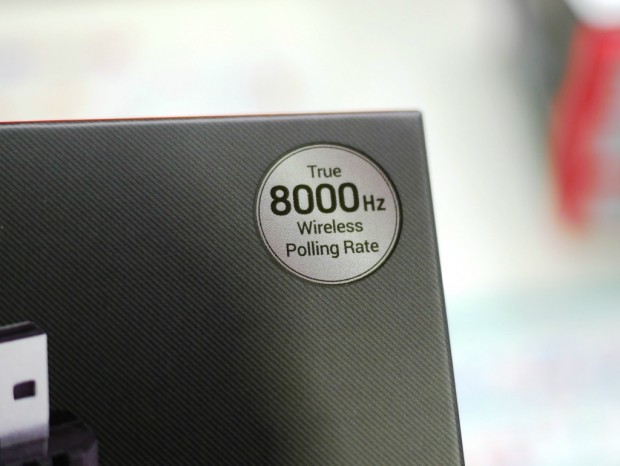 True
8000Hz
Wireless
Polling Rate